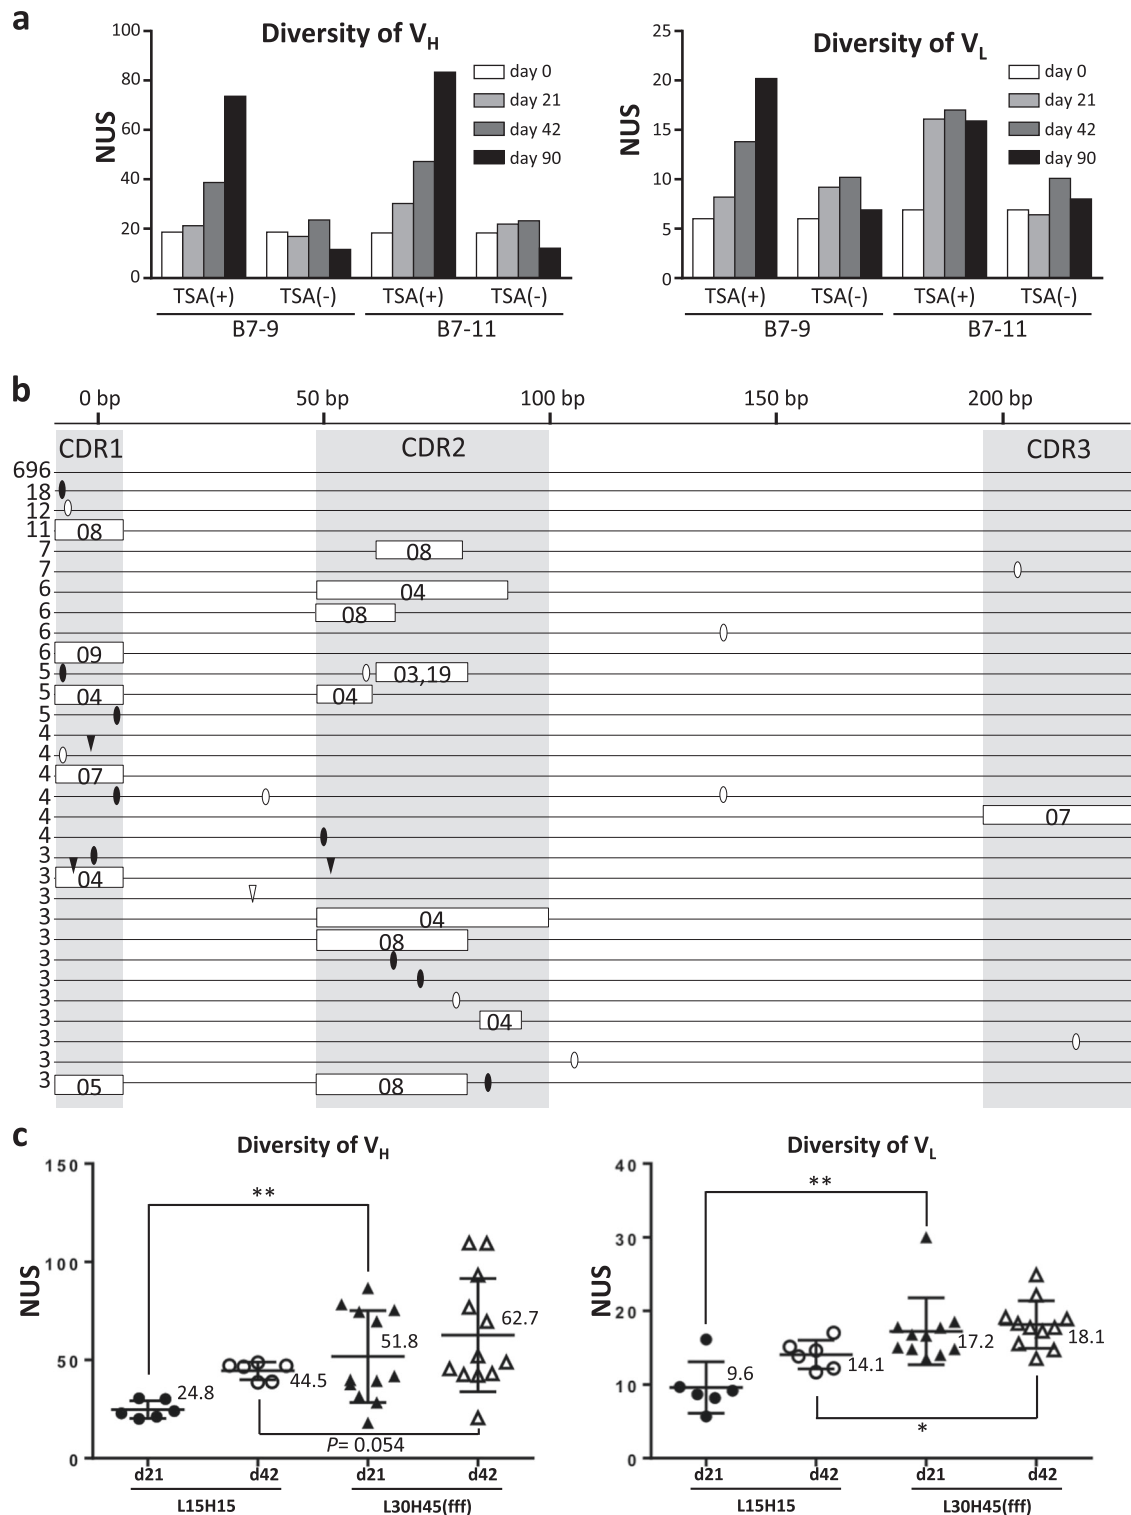 a
Diversity of VH
NUS
100
80
60
40
20
0
day 0
day 21
day 42
day 90
TSA(+) TSA(-) TSA(+) TSA(-)
B7-9 B7-11
Diversity of VL
NUS
25
20
15
10
5
0
day 0
day 21
day 42
day 90
TSA(+) TSA(-) TSA(+) TSA(-)
B7-9 B7-11
b
0 bp 50 bp 100 bp 150 bp 200 bp
CDR1 CDR2 CDR3
696
18
12
11 08
7 08
7
6 04
6 08
6
6 09
5 03,19
5 04 04
5
4
4
4 07
4
4 07
4
3
3 04
3
3 04
3 08
3
3
3
3 04
3
3
3 05 08
c
Diversity of VH
NUS
150
100
50
0
**
24.8
44.5
51.8
62.7
P= 0.054
d21 d42 d21 d42
L15H15 L30H45(fff)
Diversity of VL
NUS
40
30
20
10
0
**
9.6
14.1
17.2
18.1
*
d21 d42 d21 d42
L15H15 L30H45(fff)